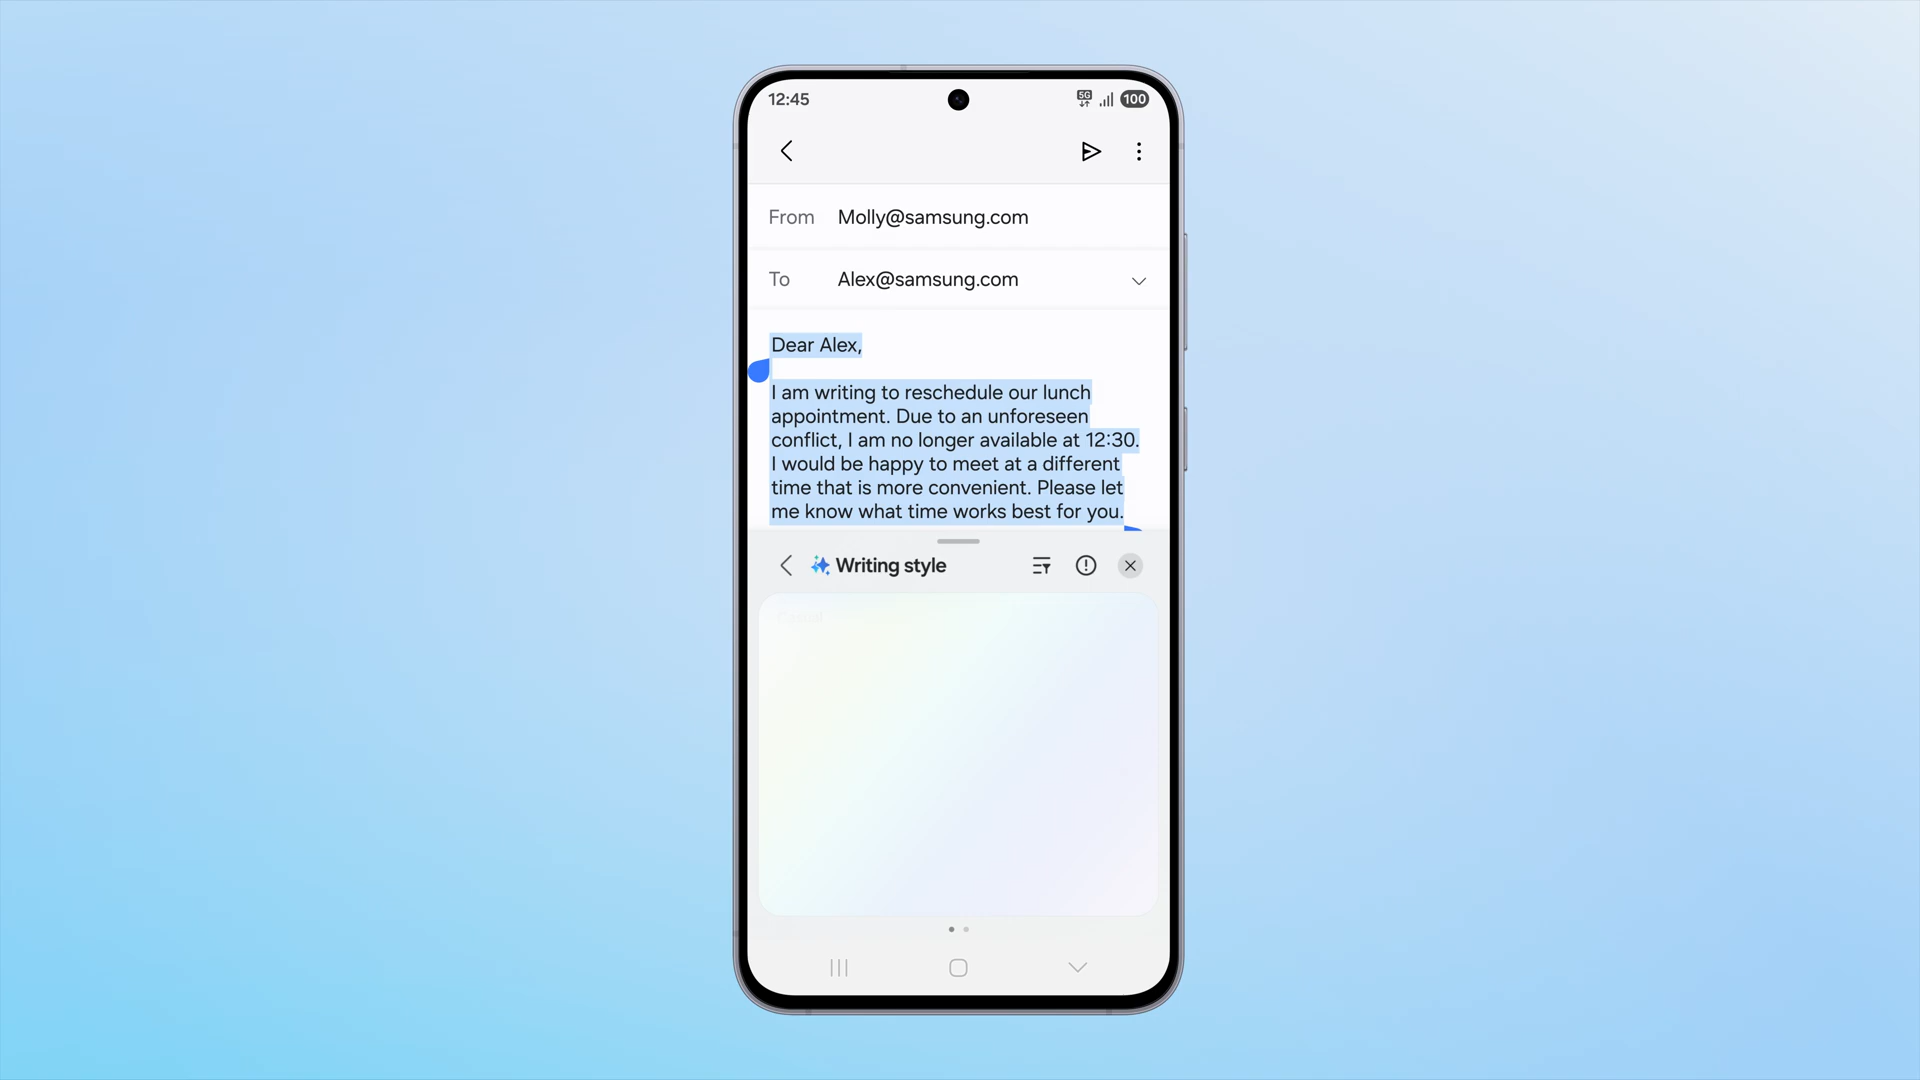 12:45
5G
100
From Molly@samsung.com
To Alex@samsung.com
Dear Alex,
I am writing to reschedule our lunch
appointment. Due to an unforeseen
conflict, I am no longer available at 12:30.
I would be happy to meet at a different
time that is more convenient. Please let
me know what time works best for you.
Writing style
Casual